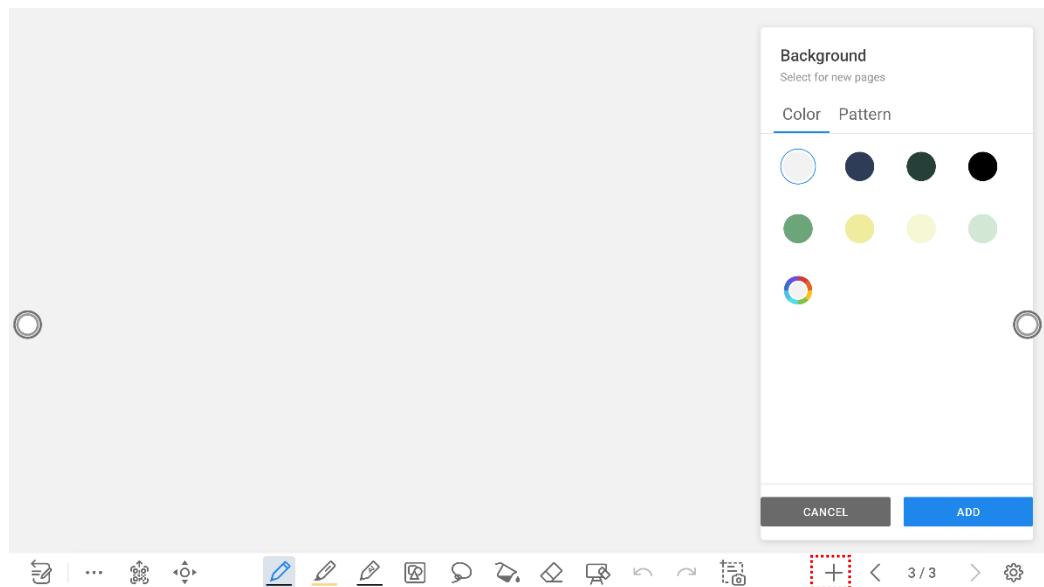 Background
Select for new pages
Color Pattern
CANCEL ADD
3 / 3